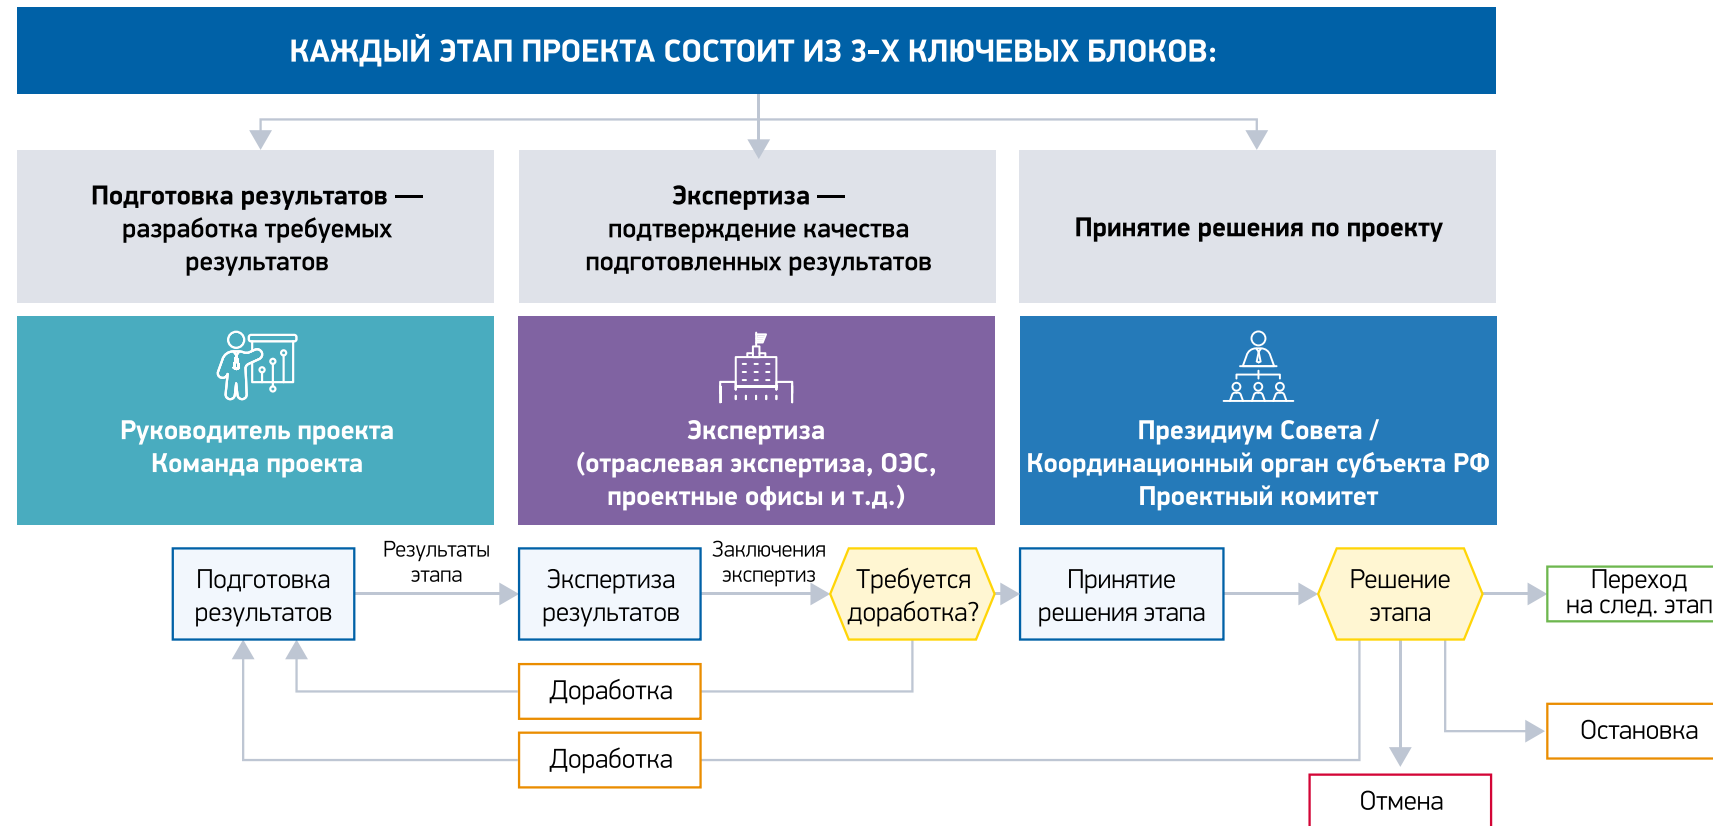 КАЖДЫЙ ЭТАП ПРОЕКТА СОСТОИТ ИЗ 3-Х КЛЮЧЕВЫХ БЛОКОВ:
Подготовка результатов —
разработка требуемых
результатов
Экспертиза —
подтверждение качества
подготовленных результатов
Принятие решения по проекту
Руководитель проекта
Команда проекта
Экспертиза
(отраслевая экспертиза, ОЭС,
проектные офисы и т.д.)
Президиум Совета /
Координационный орган субъекта РФ
Проектный комитет
Подготовка
результатов
Результаты
этапа
Экспертиза
результатов
Заключения
экспертиз
Требуется
доработка?
Принятие
решения этапа
Решение
этапа
Переход
на след. этап
Доработка
Доработка
Остановка
Отмена